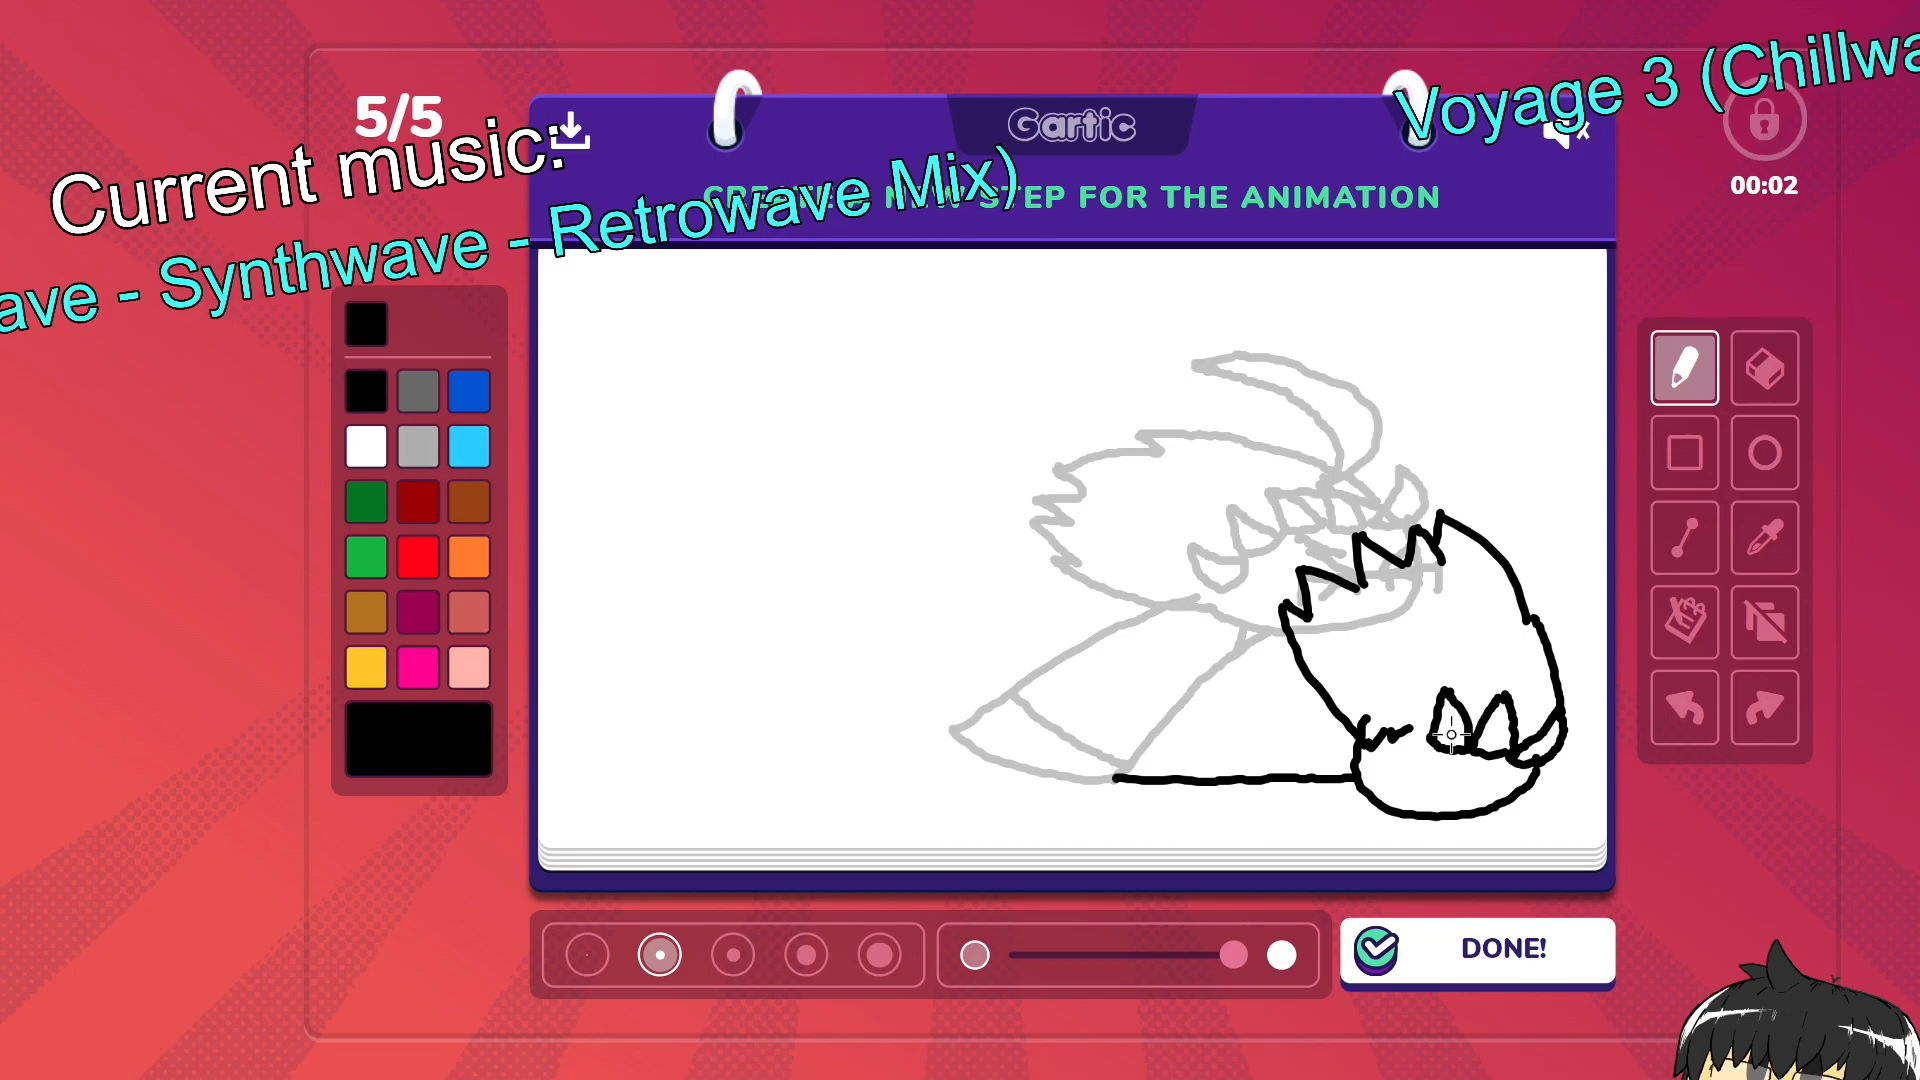 5/5
Current music:
ave - Synthwave - Retrowave Mix)
Voyage 3 (Chillwa
Gartic
STEP FOR THE ANIMATION
00:02
DONE!